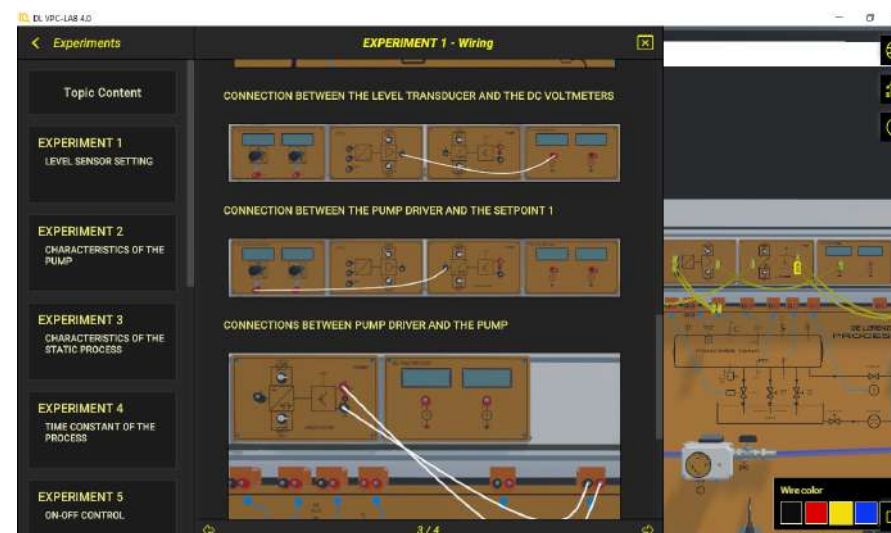 DL VPC-LAB 4.0
Experiments
EXPERIMENT 1 - Wiring
Topic Content
EXPERIMENT 1
LEVEL SENSOR SETTING
EXPERIMENT 2
CHARACTERISTICS OF THE
PUMP
EXPERIMENT 3
CHARACTERISTICS OF THE
STATIC PROCESS
EXPERIMENT 4
TIME CONSTANT OF THE
PROCESS
EXPERIMENT 5
ON-OFF CONTROL
CONNECTION BETWEEN THE LEVEL TRANSDUCER AND THE DC VOLTMETERS
CONNECTION BETWEEN THE PUMP DRIVER AND THE SETPOINT 1
CONNECTIONS BETWEEN PUMP DRIVER AND THE PUMP
3 / 4
DE LORENZO
PROCESS
Wire color